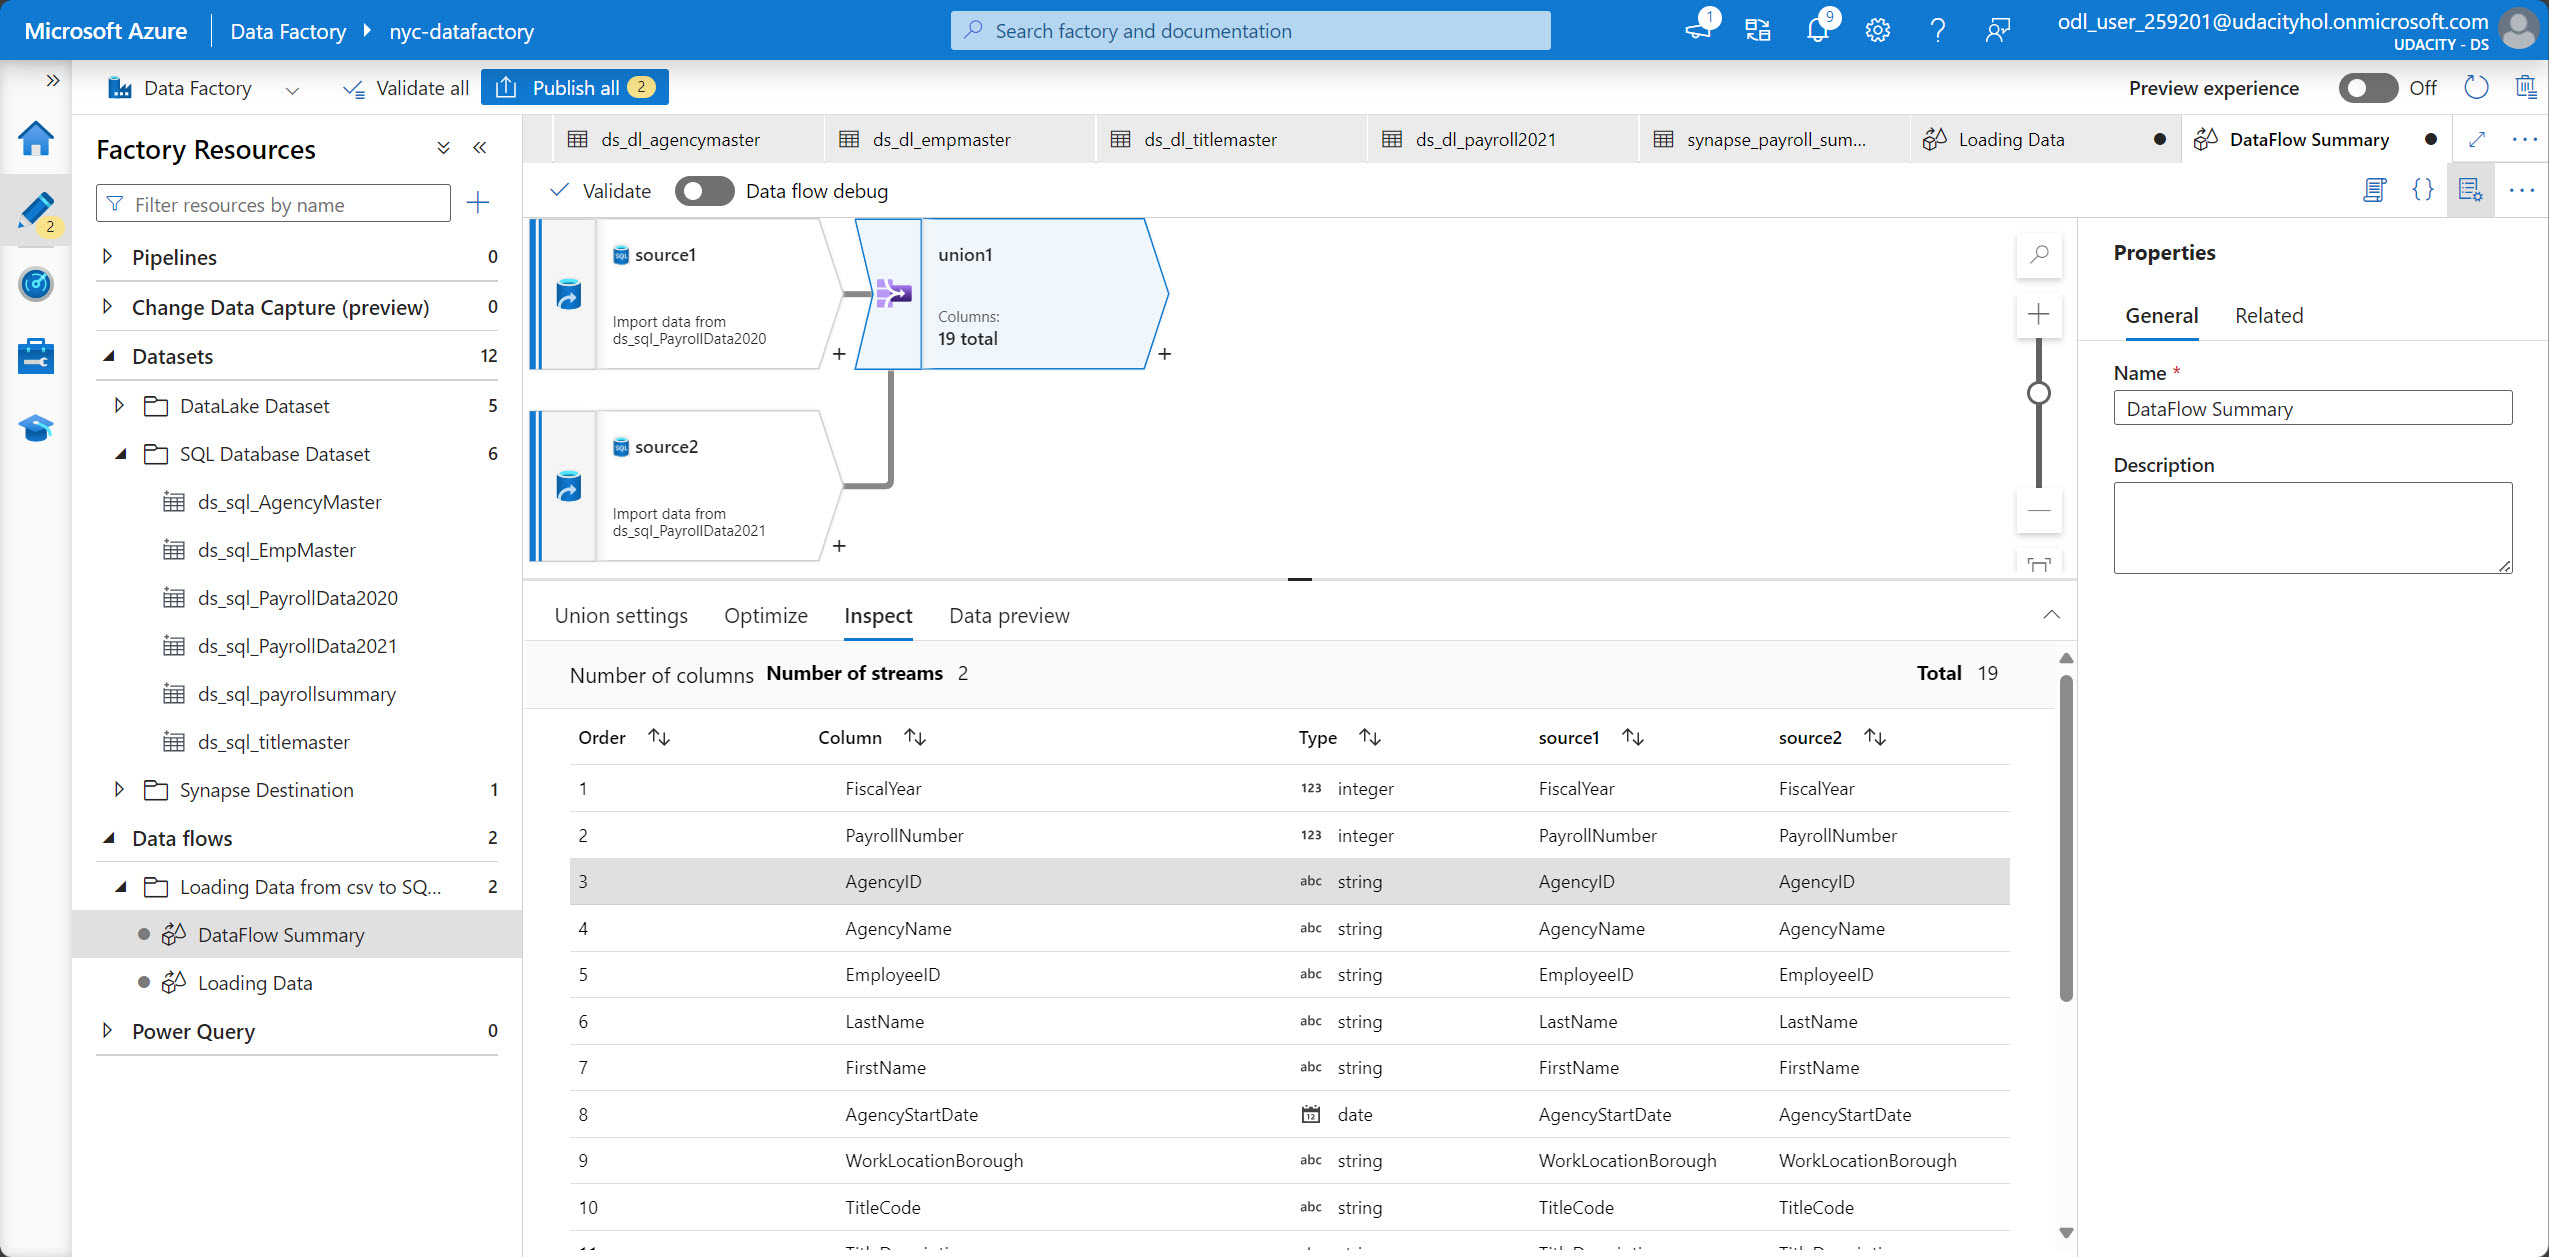 Microsoft Azure Data Factory nyc-datafactory
Search factory and documentation
1
9
odl_user_259201@udacityhol.onmicrosoft.com
UDACITY - DS
Data Factory
Validate all
Publish all 2
Preview experience
Off
2
Factory Resources
Filter resources by name
Pipelines 0
Change Data Capture (preview) 0
Datasets 12
DataLake Dataset 5
SQL Database Dataset 6
ds_sql_AgencyMaster
ds_sql_EmpMaster
ds_sql_PayrollData2020
ds_sql_PayrollData2021
ds_sql_payrollsummary
ds_sql_titlemaster
Synapse Destination 1
Data flows 2
Loading Data from csv to SQ... 2
DataFlow Summary
Loading Data
Power Query 0
ds_dl_agencymaster ds_dl_empmaster ds_dl_titlemaster ds_dl_payroll2021 synapse_payroll_sum... Loading Data DataFlow Summary
Validate
Data flow debug
source1
Import data from
ds_sql_PayrollData2020
+
union1
Columns:
19 total
+
source2
Import data from
ds_sql_PayrollData2021
+
Union settings Optimize Inspect Data preview
Number of columns Number of streams 2 Total 19
Order Column Type source1 source2
1 FiscalYear 123 integer FiscalYear FiscalYear
2 PayrollNumber 123 integer PayrollNumber PayrollNumber
3 AgencyID abc string AgencyID AgencyID
4 AgencyName abc string AgencyName AgencyName
5 EmployeeID abc string EmployeeID EmployeeID
6 LastName abc string LastName LastName
7 FirstName abc string FirstName FirstName
8 AgencyStartDate 12 date AgencyStartDate AgencyStartDate
9 WorkLocationBorough abc string WorkLocationBorough WorkLocationBorough
10 TitleCode abc string TitleCode TitleCode
Properties
General Related
Name *
DataFlow Summary
Description